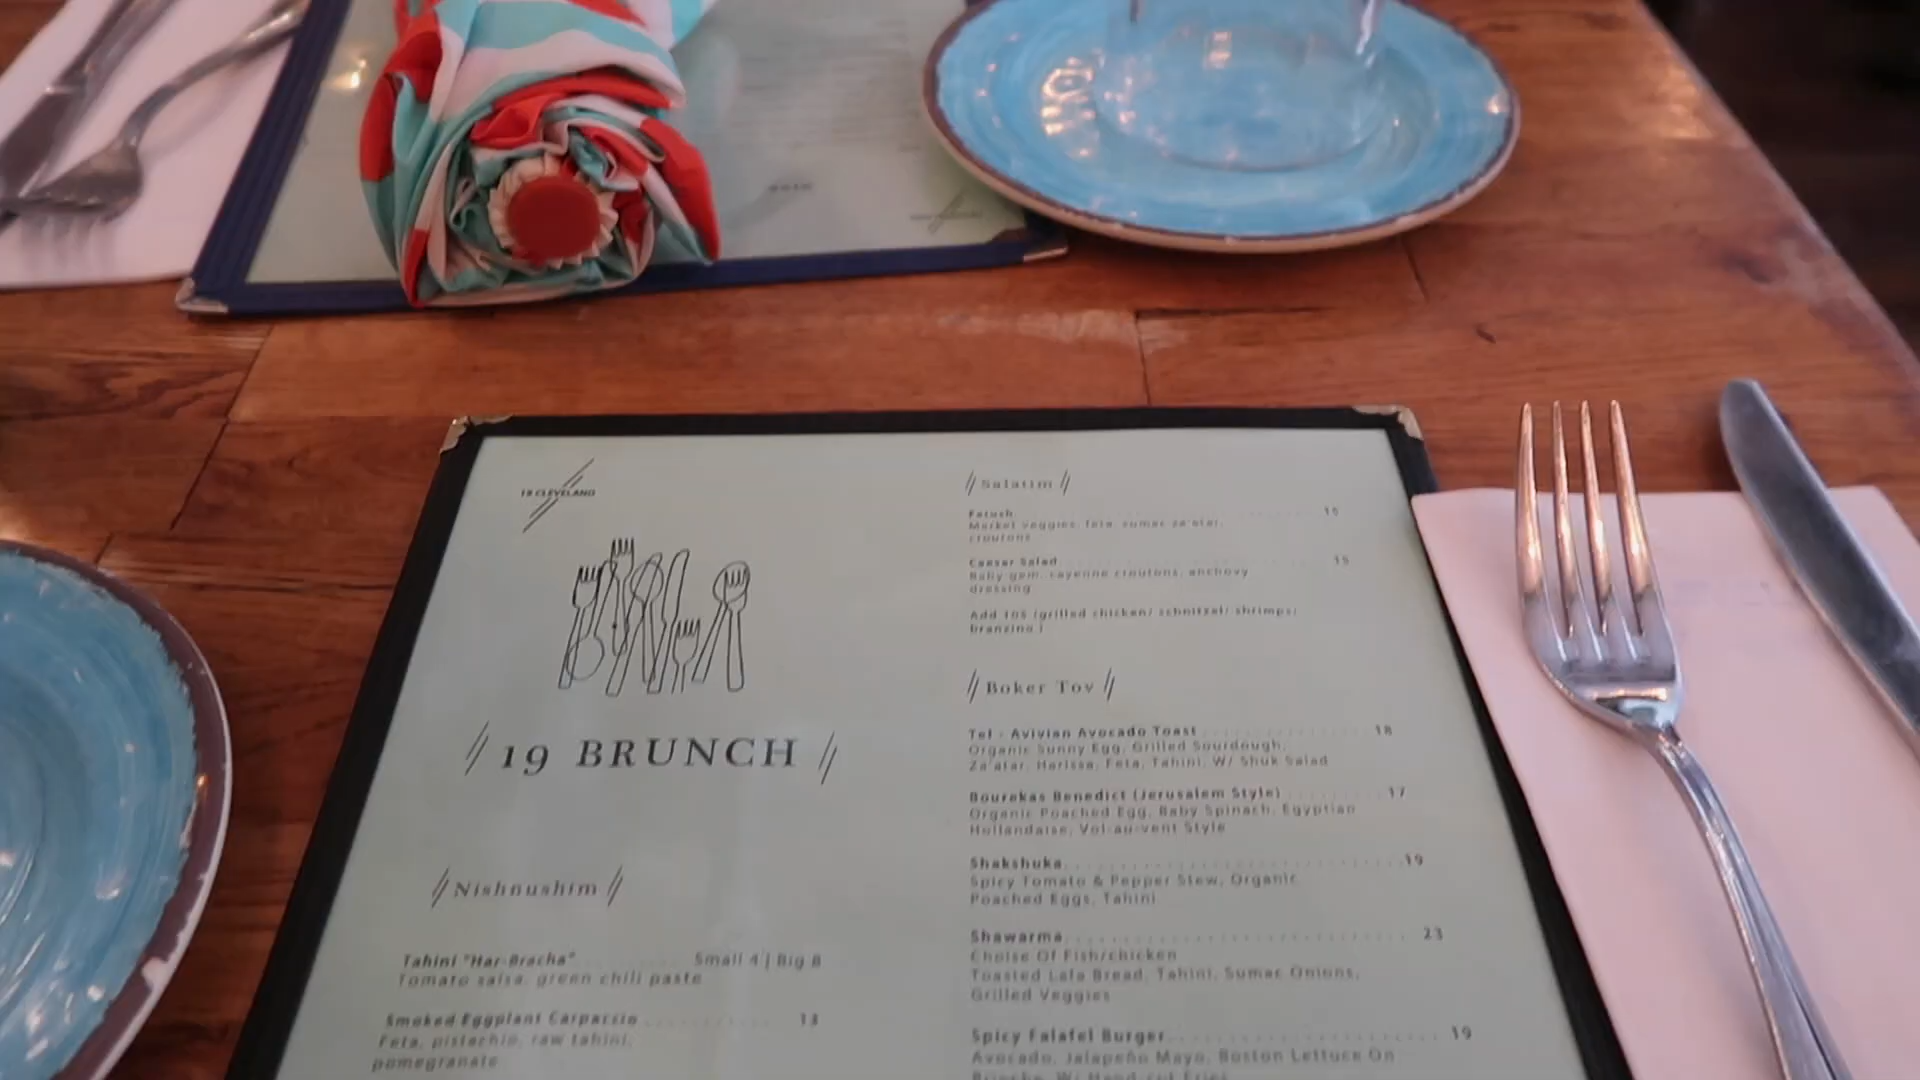 19 CLEVELAND
// 19 BRUNCH //
// Nishnushim //
Tahini "Har-Bracha" .......... Small 4 | Big 8
Tomato salsa, green chili paste
Smoked Eggplant Carpaccio .......... 13
Feta, pistachio, raw tahini,
pomegranate
// Salatim //
Fatush .......... 15
Market veggies, feta, sumac za'atar,
croutons
Caesar Salad .......... 15
Baby gem, cayenne croutons, anchovy
dressing
Add 10$ (grilled chicken/ schnitzel/ shrimps/
branzino )
// Boker Tov //
Tel - Avivian Avocado Toast .......... 18
Organic Sunny Egg, Grilled Sourdough,
Za'atar, Harissa, Feta, Tahini, W/ Shuk Salad
Bourekas Benedict (Jerusalem Style) .......... 17
Organic Poached Egg, Baby Spinach, Egyptian
Hollandaise, Vol-au-vent Style
Shakshuka .......... 19
Spicy Tomato & Pepper Stew, Organic
Poached Eggs, Tahini
Shawarma .......... 23
Choise Of Fish/chicken
Toasted Lafa Bread, Tahini, Sumac Onions,
Grilled Veggies
Spicy Falafel Burger .......... 19
Avocado, Jalapeño Mayo, Boston Lettuce On
Brioche, W/ Hand-cut Fries